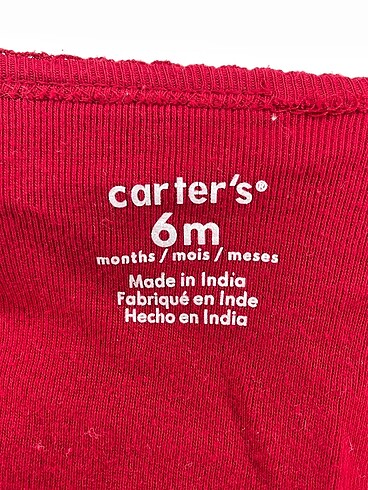 carter's®
6m
months / mois / meses
Made in India
Fabriqué en Inde
Hecho en India